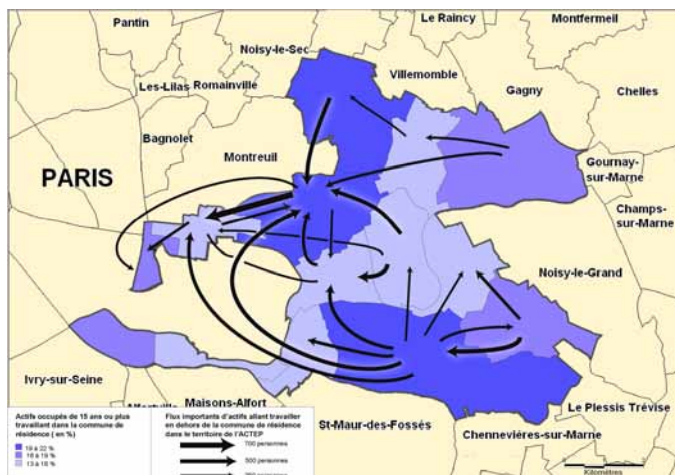 Le Raincy
Montfermeil
Pantin
Noisy-le-Sec
Villemomble
Les-Lilas
Romainville
Gagny
Chelles
Bagnolet
Montreuil
Gournay-
sur-Marne
PARIS
Champs-
sur-Marne
Noisy-le-Grand
Ivry-sur-Seine
Maisons-Alfort
St-Maur-des-Fossés
Le Plessis Trévise
Chennevières-sur-Marne
Kilomètres
Actifs occupés de 15 ans ou plus
travaillant dans la commune de
résidence ( en %)
19 à 22 %
16 à 19 %
13 à 16 %
Flux importants d'actifs allant travailler
en dehors de la commune de résidence
dans le territoire de l'ACTEP
700 personnes
500 personnes